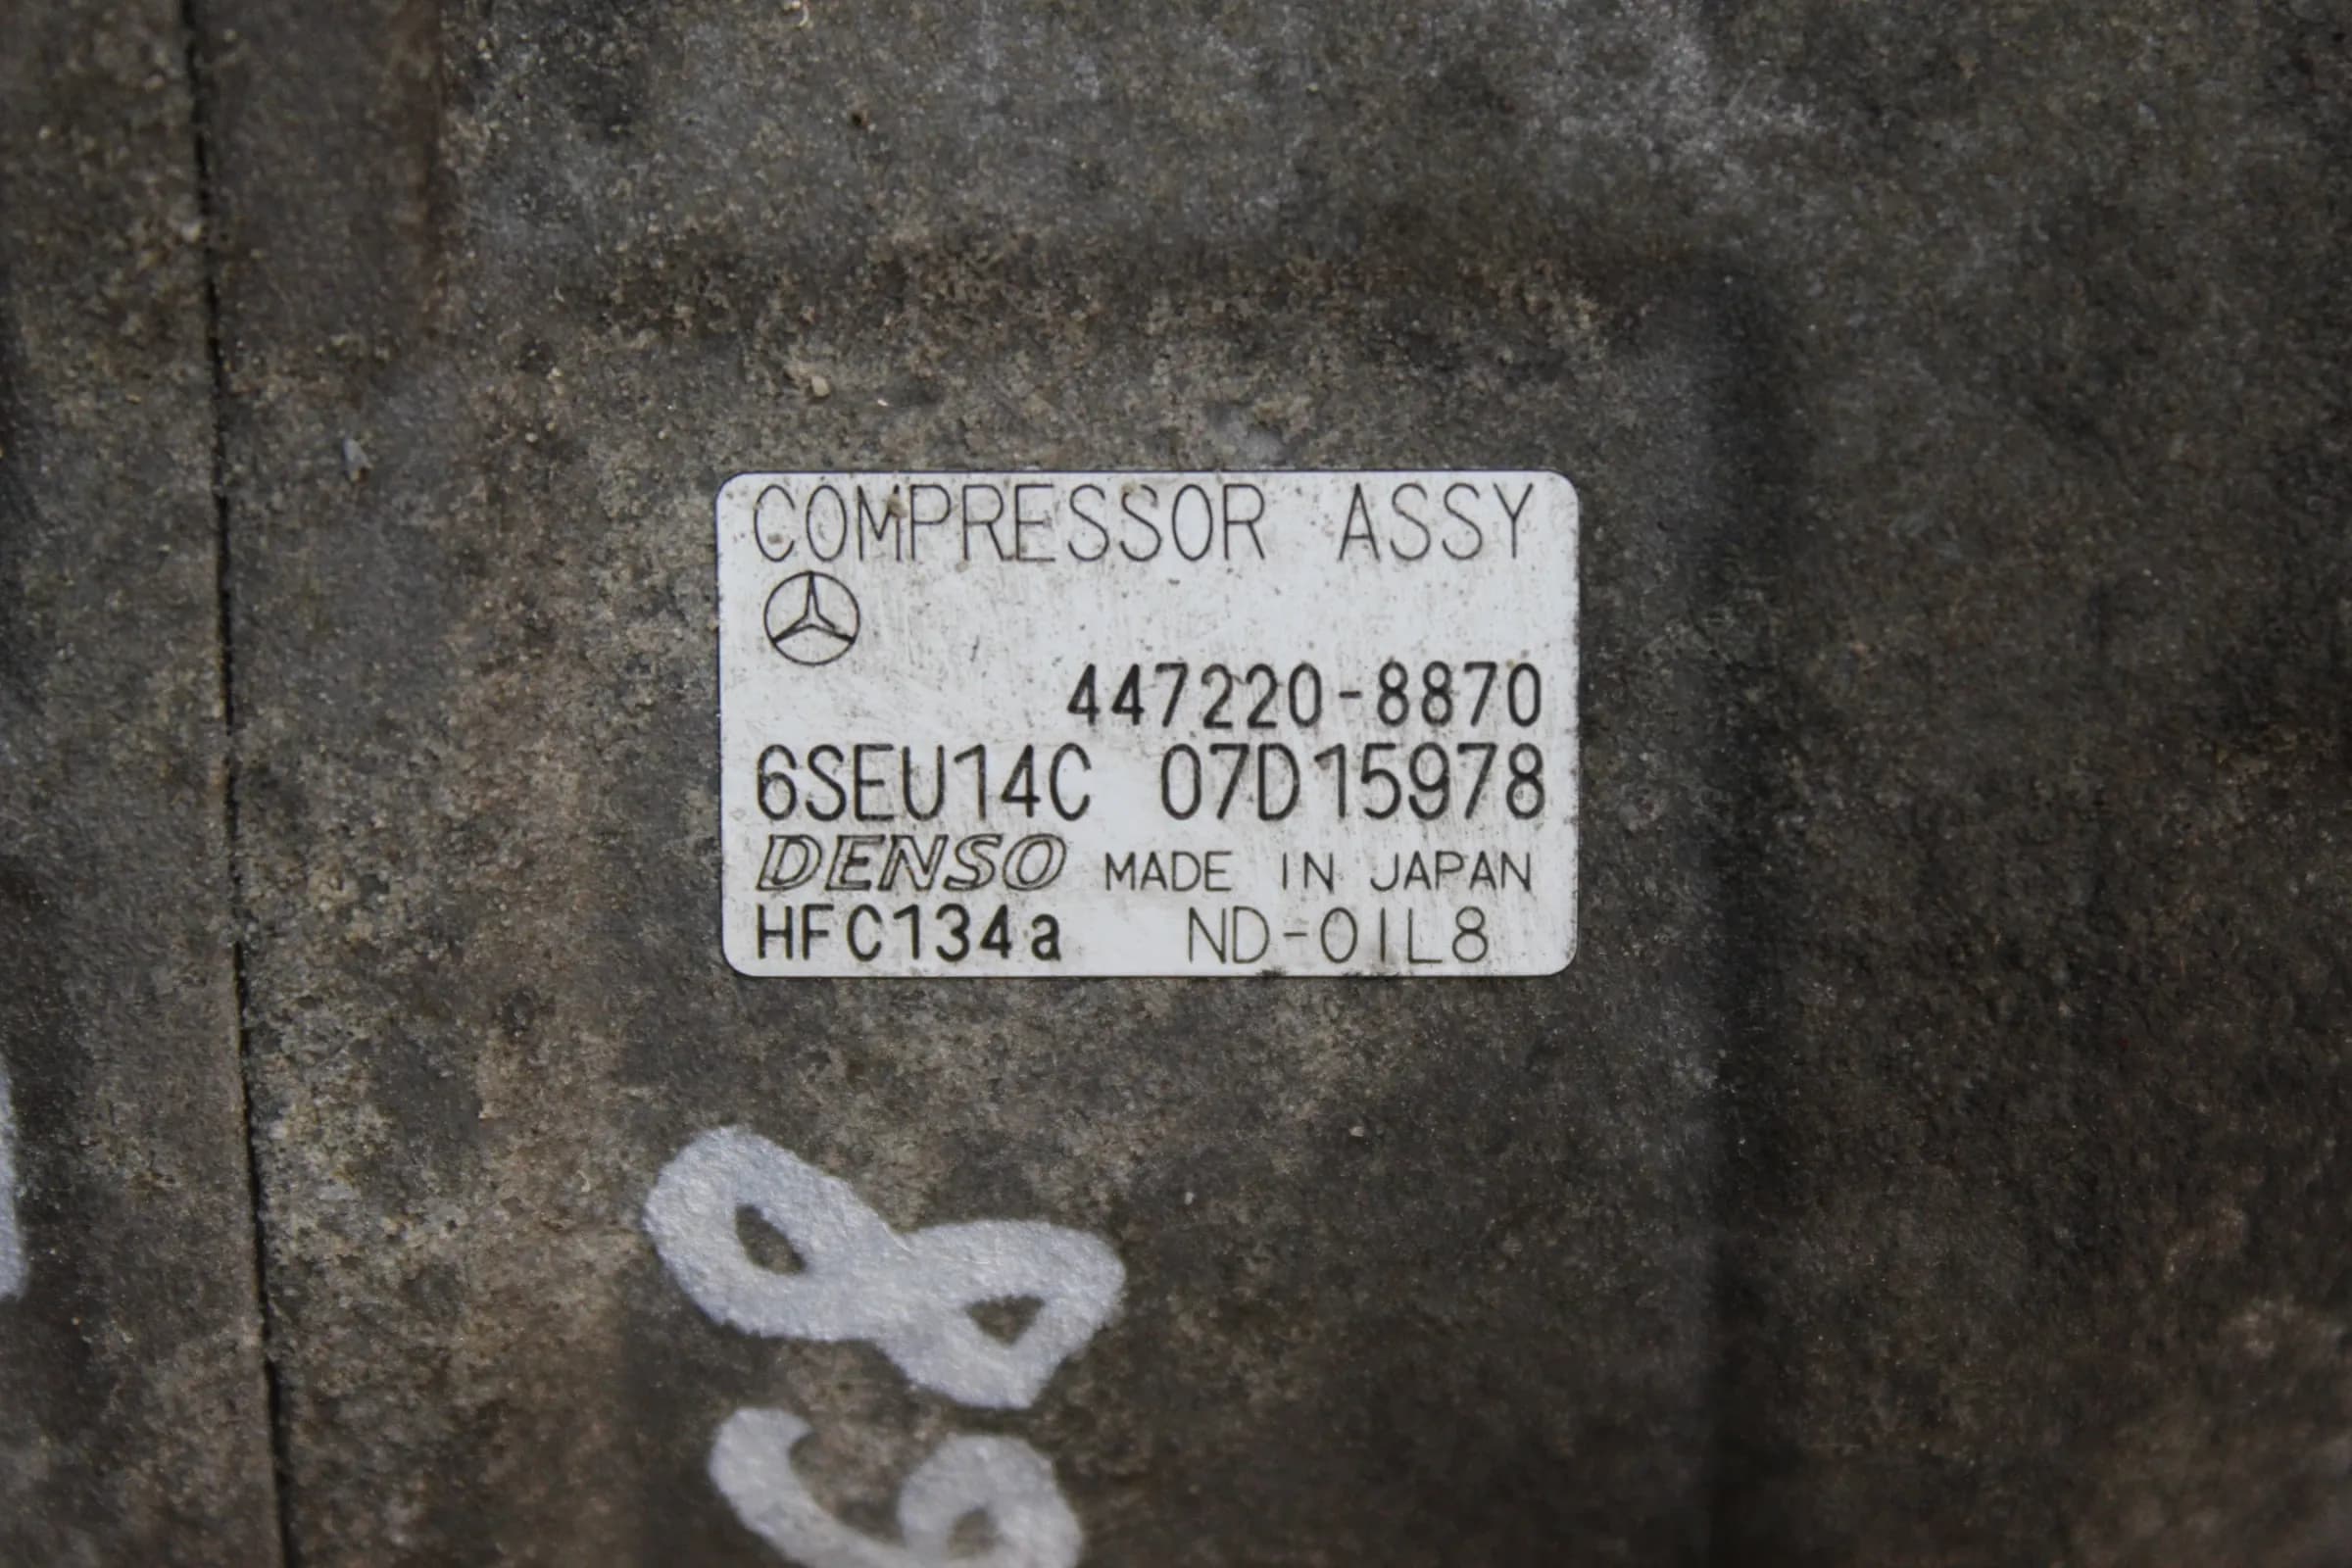 COMPRESSOR ASSY
447220-8870
6SEU14C 07D15978
DENSO MADE IN JAPAN
HFC134a ND-OIL8